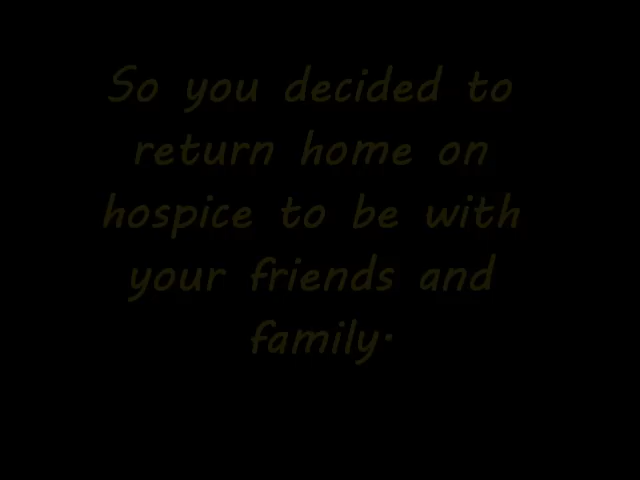 So you decided to
return home on
hospice to be with
your friends and
family.